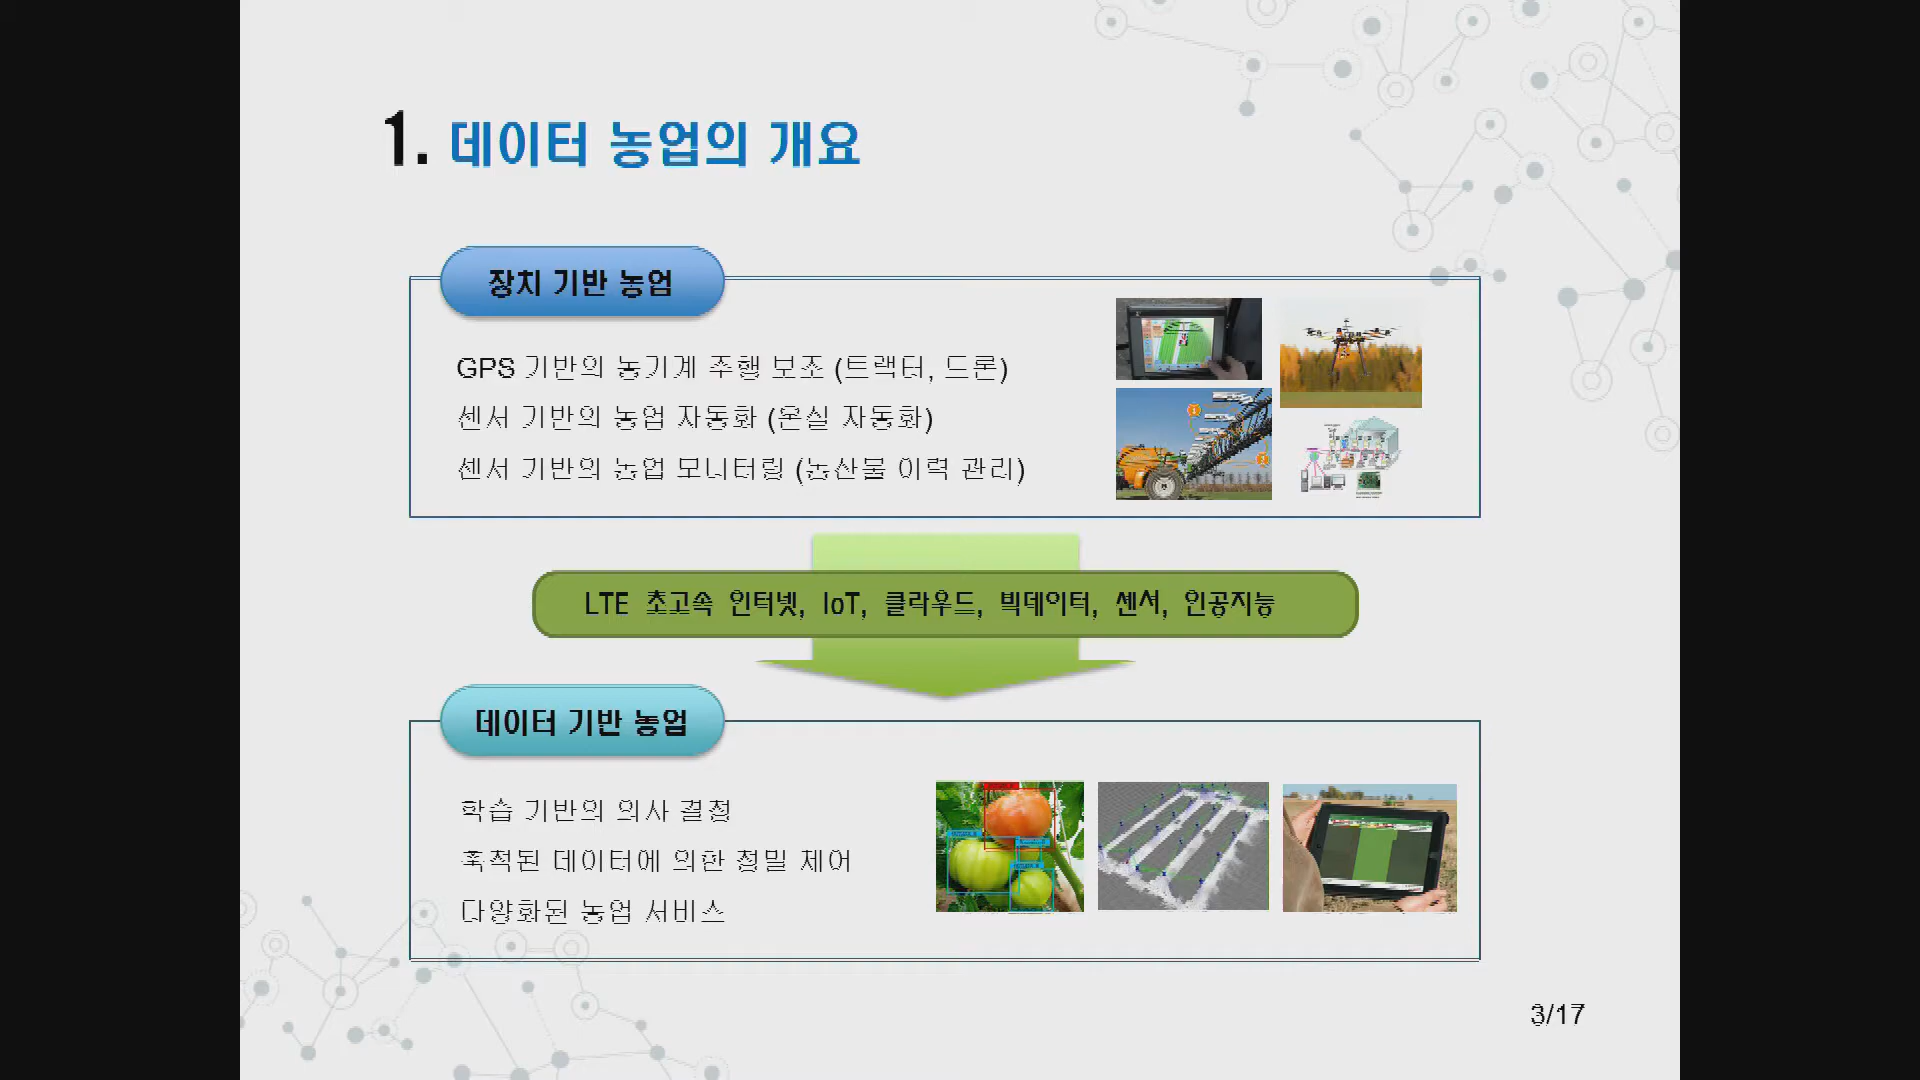 1. 데이터 농업의 개요
장치 기반 농업
GPS 기반의 농기계 주행 보조 (트랙터, 드론)
센서 기반의 농업 자동화 (온실 자동화)
센서 기반의 농업 모니터링 (농산물 이력 관리)
LTE 초고속 인터넷, IoT, 클라우드, 빅데이터, 센서, 인공지능
데이터 기반 농업
학습 기반의 의사 결정
축적된 데이터에 의한 정밀 제어
다양화된 농업 서비스
3/17